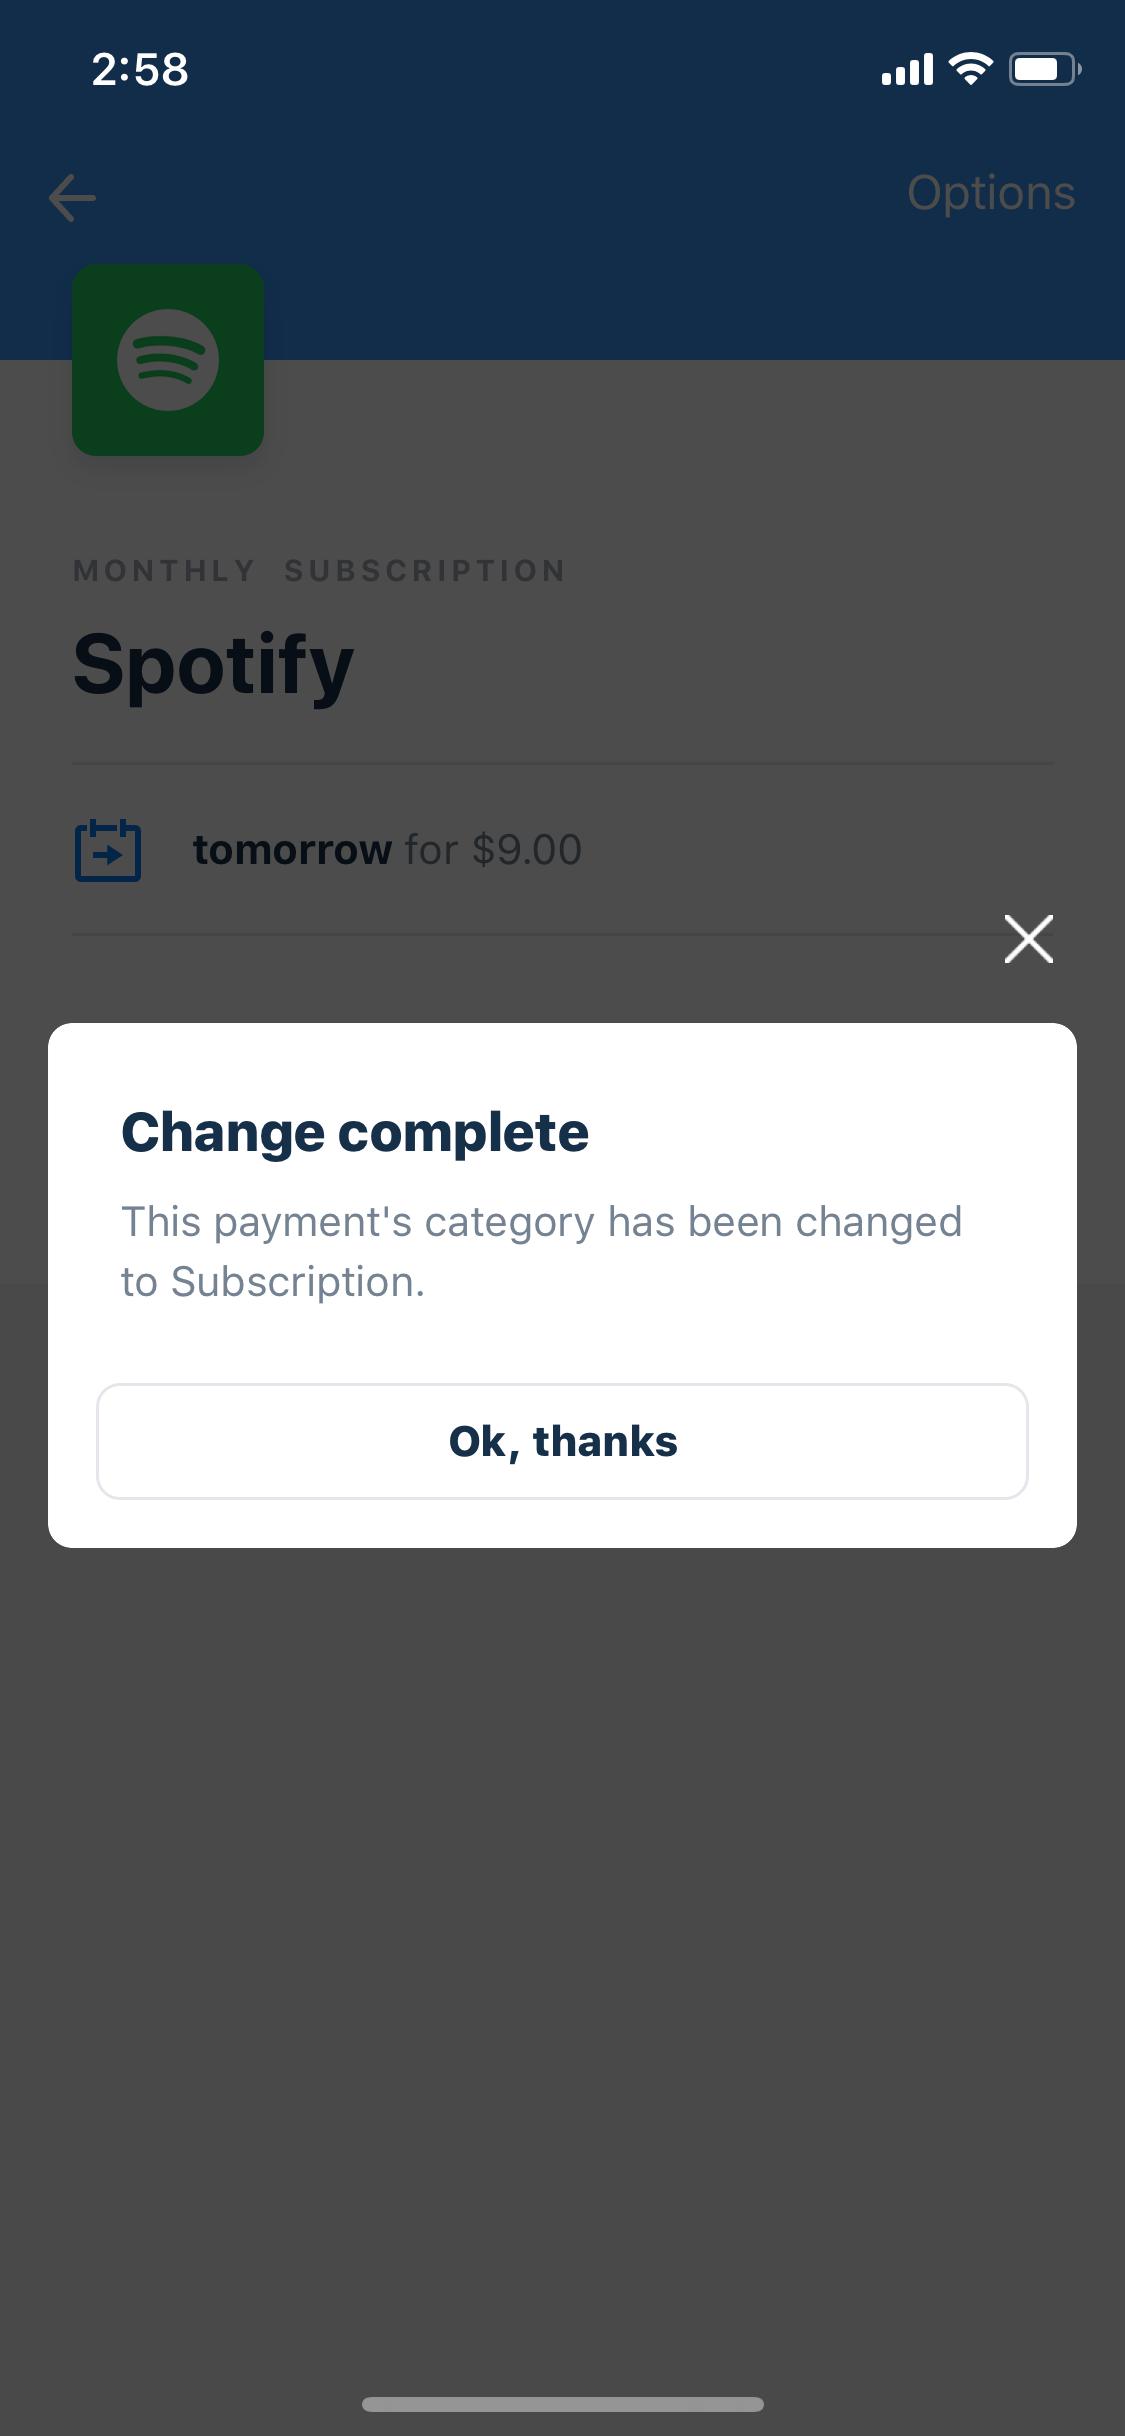 2:58
Options
MONTHLY SUBSCRIPTION
Spotify
tomorrow for $9.00
Change complete
This payment's category has been changed
to Subscription.
Ok, thanks